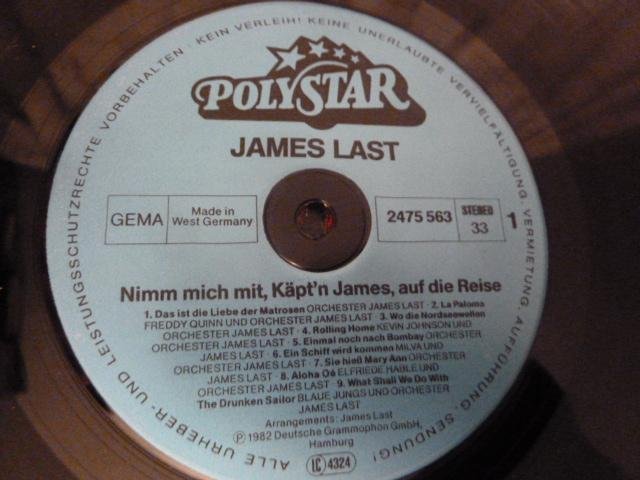 ALLE URHEBER- UND LEISTUNGSSCHUTZRECHTE VORBEHALTEN · KEIN VERLEIH! KEINE UNERLAUBTE VERVIELFÄLTIGUNG, VERMIETUNG, AUFFÜHRUNG, SENDUNG!
POLYSTAR
JAMES LAST
GEMA
Made in
West Germany
2475 563
STEREO
33
1
Nimm mich mit, Käpt'n James, auf die Reise
1. Das ist die Liebe der Matrosen ORCHESTER JAMES LAST · 2. La Paloma
FREDDY QUINN UND ORCHESTER JAMES LAST · 3. Wo die Nordseewellen
ORCHESTER JAMES LAST · 4. Rolling Home KEVIN JOHNSON UND
ORCHESTER JAMES LAST · 5. Einmal noch nach Bombay ORCHESTER
JAMES LAST · 6. Ein Schiff wird kommen MILVA UND
ORCHESTER JAMES LAST · 7. Sie hieß Mary Ann ORCHESTER
JAMES LAST · 8. Aloha Oé ELFRIEDE HABLE UND
ORCHESTER JAMES LAST · 9. What Shall We Do With
The Drunken Sailor BLAUE JUNGS UND ORCHESTER
JAMES LAST
Arrangements: James Last
Ⓟ 1982 Deutsche Grammophon GmbH,
Hamburg
LC 4324